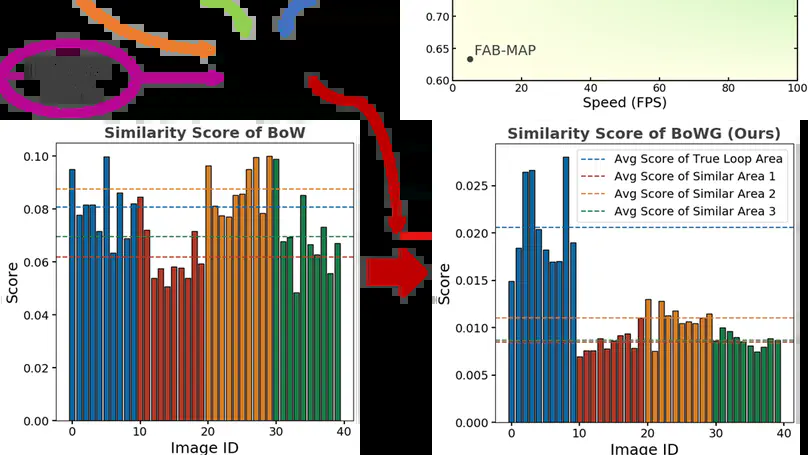 0.70
0.65
0.60
FAB-MAP
0 20 40 60 80 100
Speed (FPS)
Similarity Score of BoW
Score
0.10
0.08
0.06
0.04
0.02
0.00
0 10 20 30 40
Image ID
Similarity Score of BoWG (Ours)
Avg Score of True Loop Area
Avg Score of Similar Area 1
Avg Score of Similar Area 2
Avg Score of Similar Area 3
Score
0.025
0.020
0.015
0.010
0.005
0.000
0 10 20 30 40
Image ID